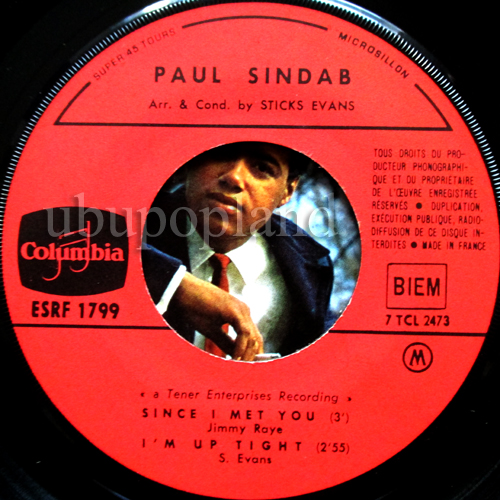 SUPER 45 TOURS
MICROSILLON
PAUL SINDAB
Arr. & Cond. by STICKS EVANS
TOUS DROITS DU PRO-
DUCTEUR PHONOGRAPHI-
QUE ET DU PROPRIÉTAIRE
DE L'ŒUVRE ENREGISTRÉE
RÉSERVÉS ● DUPLICATION,
EXÉCUTION PUBLIQUE, RADIO-
DIFFUSION DE CE DISQUE IN-
TERDITES ● MADE IN FRANCE
ubupopland
Columbia
ESRF 1799
BIEM
7 TCL 2473
M
« a Tener Enterprises Recording »
SINCE I MET YOU (3')
Jimmy Raye
I'M UP TIGHT (2'55)
S. Evans